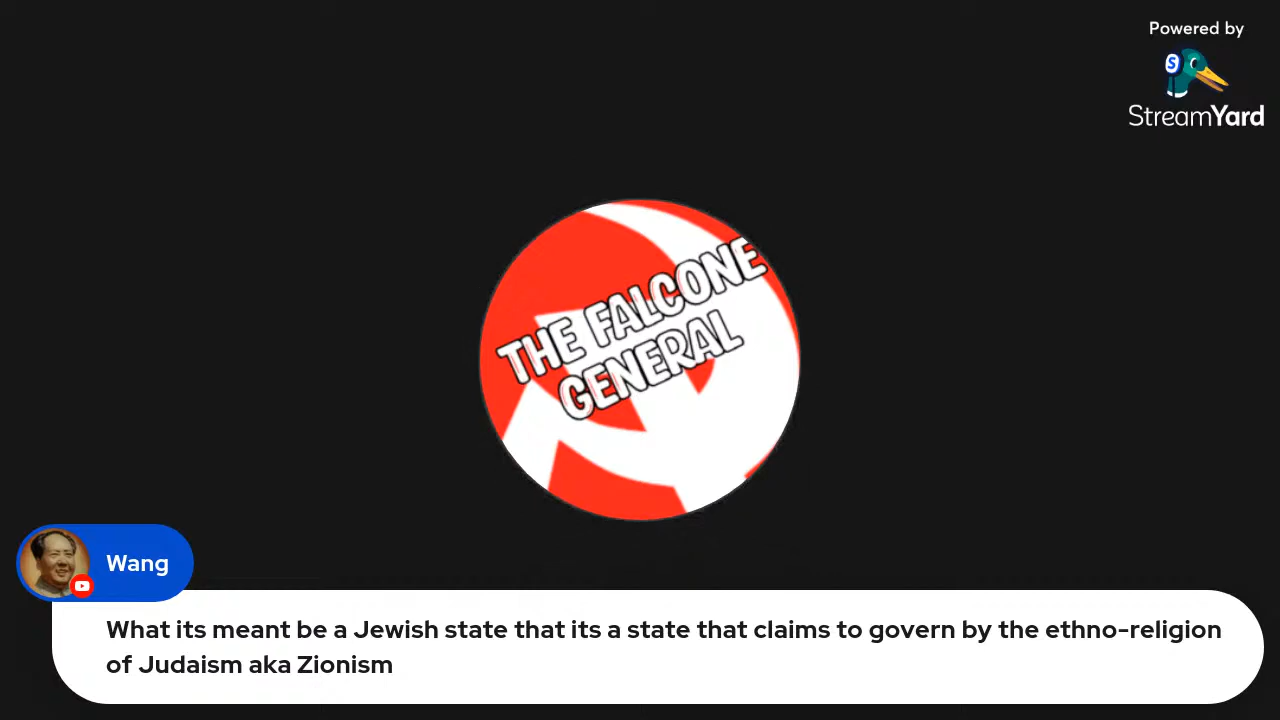 Powered by
S
StreamYard
THE FALCONE
GENERAL
Wang
What its meant be a Jewish state that its a state that claims to govern by the ethno-religion
of Judaism aka Zionism